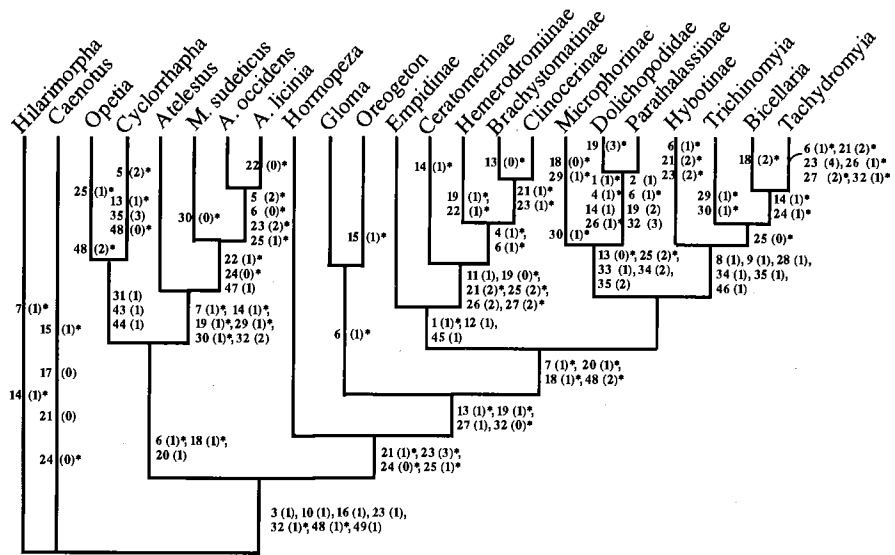 Hilarimorpha
Caenotus
Opetia
Cyclorrhapha
Atelestus
M. sudeticus
A. occidens
A. licinia
Hormopeza
Gloma
Oreogeton
Empidinae
Ceratomerinae
Hemerodromiinae
Brachystomatinae
Clinocerinae
Microphorinae
Dolichopodidae
Parathalassiinae
Hybotinae
Trichinomyia
Bicellaria
Tachydromyia
7 (1)*
14 (1)*
15 (1)*
17 (0)
21 (0)
24 (0)*
25 (1)*
48 (2)*
5 (2)*
13 (1)*
35 (3)
48 (0)*
31 (1)
43 (1)
44 (1)
30 (0)*
22 (0)*
5 (2)*
6 (0)*
23 (2)*
25 (1)*
22 (1)*
24 (0)*
47 (1)
7 (1)*, 14 (1)*,
19 (1)*, 29 (1)*,
30 (1)*, 32 (2)
6 (1)*, 18 (1)*,
20 (1)
15 (1)*
6 (1)*
14 (1)*
19 (1)*,
22 (1)*
13 (0)*
21 (1)*
23 (1)*
4 (1)*,
6 (1)*
11 (1), 19 (0)*,
21 (2)*, 25 (2)*,
26 (2), 27 (2)*
1 (1)*, 12 (1),
45 (1)
18 (0)*
29 (1)*
30 (1)*
19 (3)*
1 (1)*
4 (1)*
14 (1)
26 (1)*
2 (1)
6 (1)*
19 (2)
32 (3)
13 (0)*, 25 (2)*,
33 (1), 34 (2),
35 (2)
6 (1)*
21 (2)*
23 (2)*
29 (1)*
30 (1)*
18 (2)*
6 (1)*, 21 (2)*
23 (4), 26 (1)*
27 (2)*, 32 (1)*
14 (1)*
24 (1)*
25 (0)*
8 (1), 9 (1), 28 (1),
34 (1), 35 (1),
46 (1)
7 (1)*, 20 (1)*,
18 (1)*, 48 (2)*
13 (1)*, 19 (1)*,
27 (1), 32 (0)*
21 (1)*, 23 (3)*,
24 (0)*, 25 (1)*
3 (1), 10 (1), 16 (1), 23 (1),
32 (1)*, 48 (1)*, 49(1)